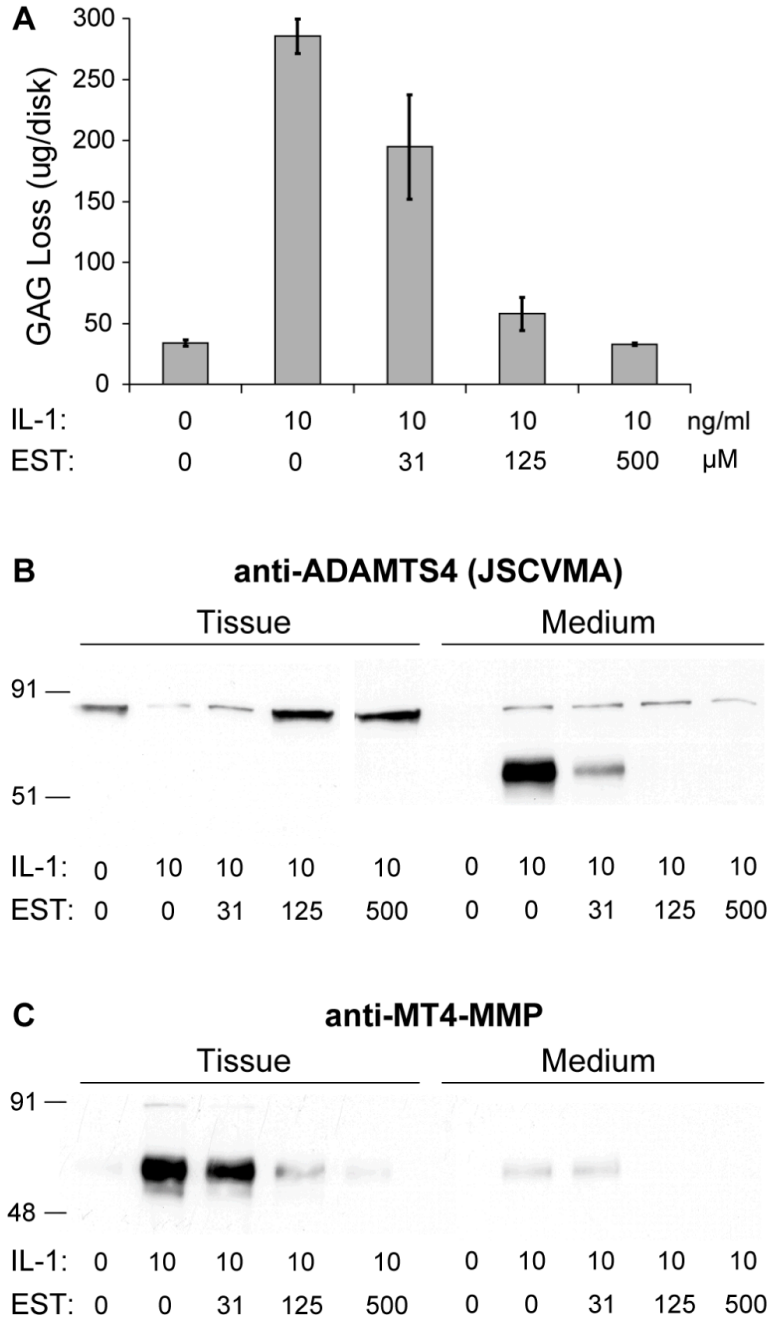 A
GAG Loss (ug/disk)
300
250
200
150
100
50
0
IL-1: 0 10 10 10 10 ng/ml
EST: 0 0 31 125 500 µM
B anti-ADAMTS4 (JSCVMA)
Tissue Medium
91
51
IL-1: 0 10 10 10 10 0 10 10 10 10
EST: 0 0 31 125 500 0 0 31 125 500
C anti-MT4-MMP
Tissue Medium
91
48
IL-1: 0 10 10 10 10 0 10 10 10 10
EST: 0 0 31 125 500 0 0 31 125 500